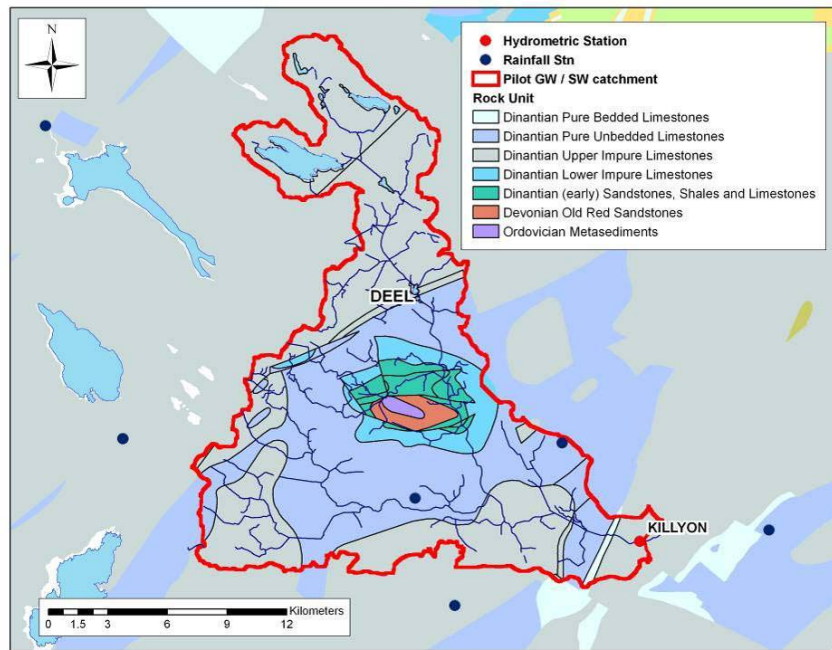 N
Hydrometric Station
Rainfall Stn
Pilot GW / SW catchment
Rock Unit
Dinantian Pure Bedded Limestones
Dinantian Pure Unbedded Limestones
Dinantian Upper Impure Limestones
Dinantian Lower Impure Limestones
Dinantian (early) Sandstones, Shales and Limestones
Devonian Old Red Sandstones
Ordovician Metasediments
DEEL
KILLYON
Kilometers
0 1.5 3 6 9 12